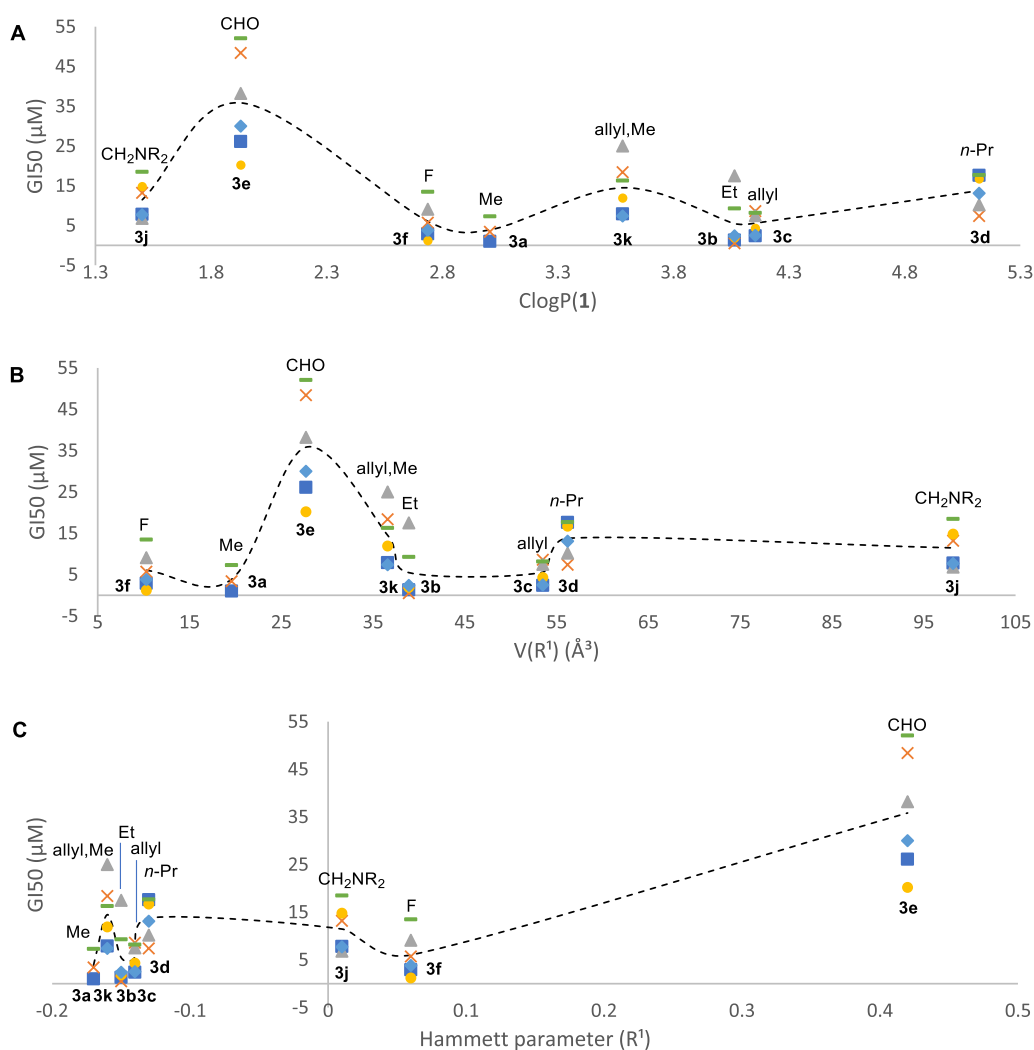 A
55
45
35
25
15
5
-5
GI50 (µM)
CHO
CH₂NR₂
allyl,Me
F
Me
Et
allyl
n-Pr
3j
3e
3f
3a
3k
3b
3c
3d
1.3 1.8 2.3 2.8 3.3 3.8 4.3 4.8 5.3
ClogP(1)
B
55
45
35
25
15
5
-5
GI50 (µM)
CHO
allyl,Me
Et
n-Pr
CH₂NR₂
F
Me
allyl
3e
3f
3a
3k
3b
3c
3d
3j
5 15 25 35 45 55 65 75 85 95 105
V(R¹) (Å³)
C
55
45
35
25
15
5
-5
GI50 (µM)
CHO
Et
allyl
allyl,Me
n-Pr
CH₂NR₂
F
Me
3e
3d
3j
3f
3a 3k 3b 3c
-0.2 -0.1 0 0.1 0.2 0.3 0.4 0.5
Hammett parameter (R¹)